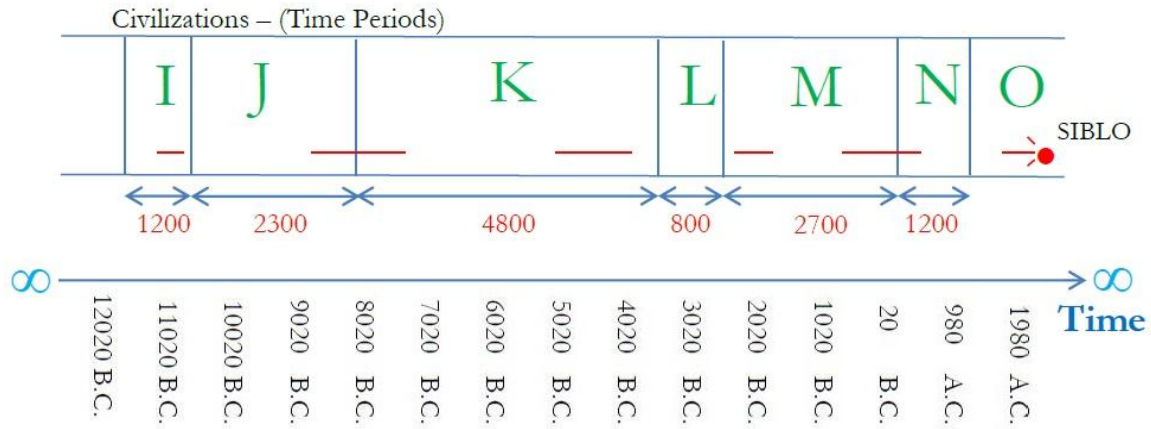 Civilizations – (Time Periods)
I J K L M N O
SIBLO
1200 2300 4800 800 2700 1200
∞ ∞
Time
12020 B.C.
11020 B.C.
10020 B.C.
9020 B.C.
8020 B.C.
7020 B.C.
6020 B.C.
5020 B.C.
4020 B.C.
3020 B.C.
2020 B.C.
1020 B.C.
20 B.C.
980 A.C.
1980 A.C.